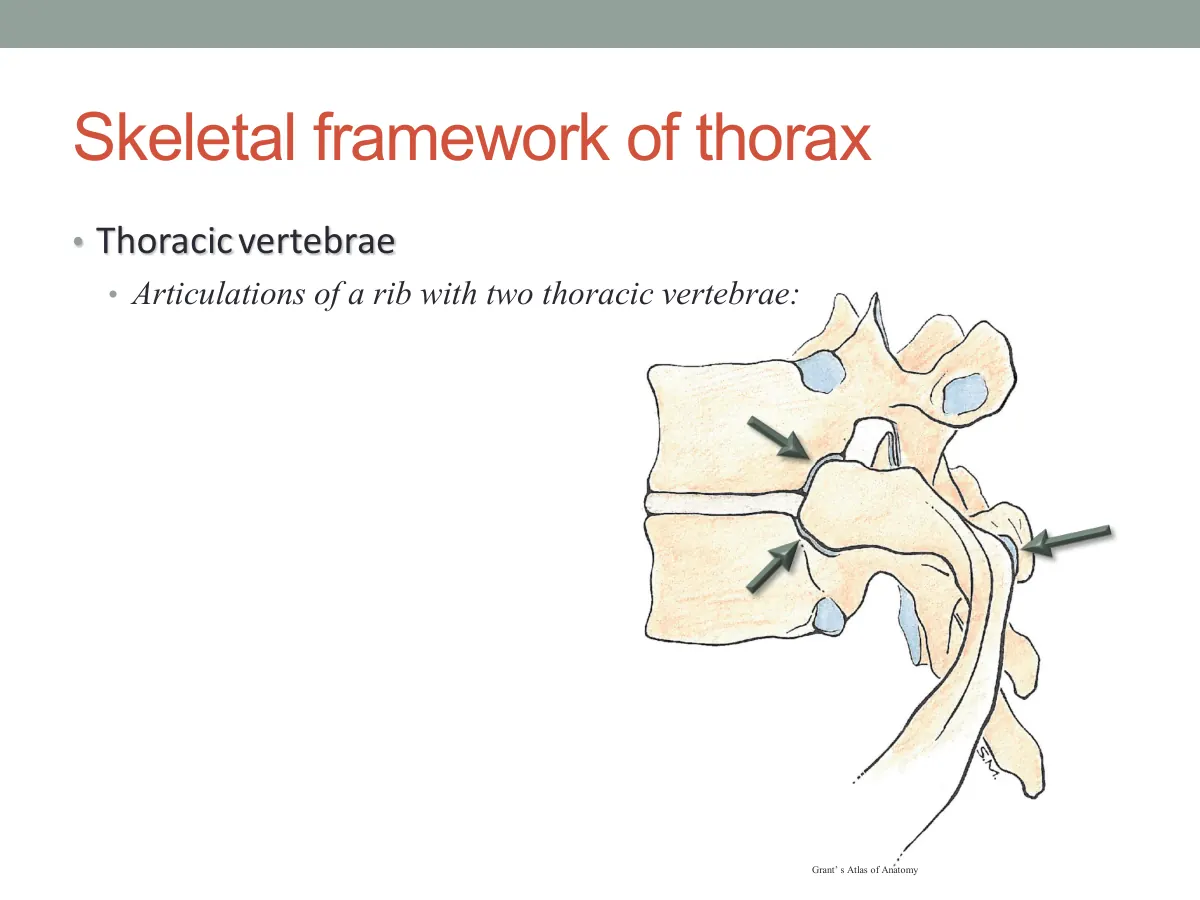 Skeletal framework of thorax
• Thoracic vertebrae
• Articulations of a rib with two thoracic vertebrae:
S.M.
Grant’ s Atlas of Anatomy